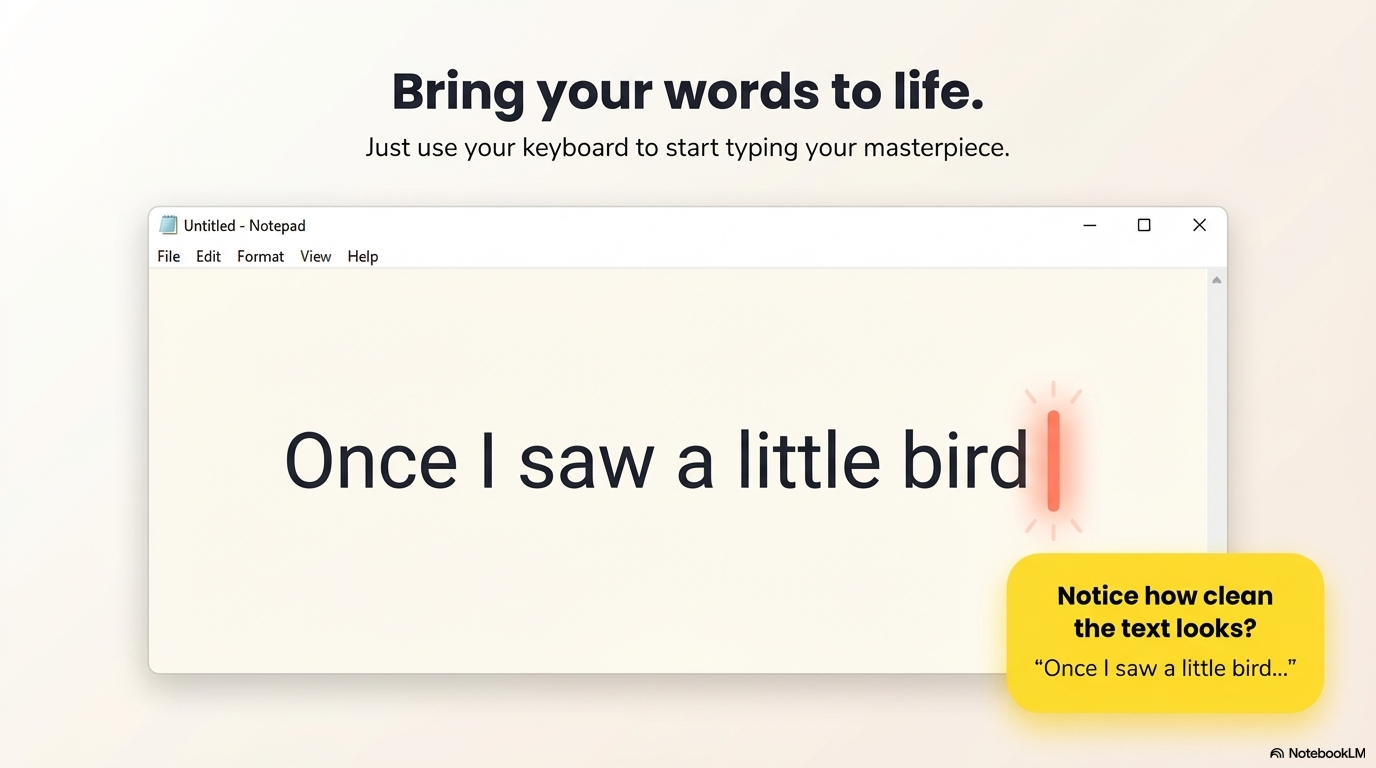 Bring your words to life.
Just use your keyboard to start typing your masterpiece.
Untitled - Notepad
File Edit Format View Help
Once I saw a little bird
Notice how clean
the text looks?
“Once I saw a little bird...”
NotebookLM